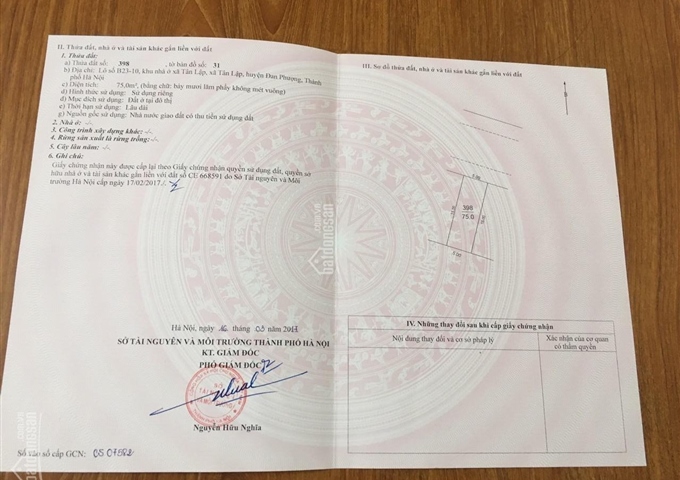 II. Thửa đất, nhà ở và tài sản khác gắn liền với đất
1. Thửa đất:
a) Thửa đất số: 398 , tờ bản đồ số: 31
b) Địa chỉ: Lô số B23-10, khu nhà ở xã Tân Lập, xã Tân Lập, huyện Đan Phượng, Thành
phố Hà Nội
c) Diện tích: 75,0m², (bằng chữ: bảy mươi lăm phẩy không mét vuông)
d) Hình thức sử dụng: Sử dụng riêng
đ) Mục đích sử dụng: Đất ở tại đô thị
e) Thời hạn sử dụng: Lâu dài
g) Nguồn gốc sử dụng: Nhà nước giao đất có thu tiền sử dụng đất
2. Nhà ở: -/-
3. Công trình xây dựng khác: -/-
4. Rừng sản xuất là rừng trồng: -/-
5. Cây lâu năm: -/-
6. Ghi chú:
Giấy chứng nhận này được cấp lại theo Giấy chứng nhận quyền sử dụng đất, quyền sở
hữu nhà ở và tài sản khác gắn liền với đất số CE 668591 do Sở Tài nguyên và Môi
trường Hà Nội cấp ngày 17/02/2017./.
Hà Nội, ngày tháng 03 năm 2017
SỞ TÀI NGUYÊN VÀ MÔI TRƯỜNG THÀNH PHỐ HÀ NỘI
KT. GIÁM ĐỐC
PHÓ GIÁM ĐỐC
Nguyễn Hữu Nghĩa
Số vào sổ cấp GCN: CS 07582
III. Sơ đồ thửa đất, nhà ở và tài sản khác gắn liền với đất
5.00
398
75.0
5.00
IV. Những thay đổi sau khi cấp giấy chứng nhận
Nội dung thay đổi và cơ sở pháp lý
Xác nhận của cơ quan
có thẩm quyền
batdongsan
.com.vn